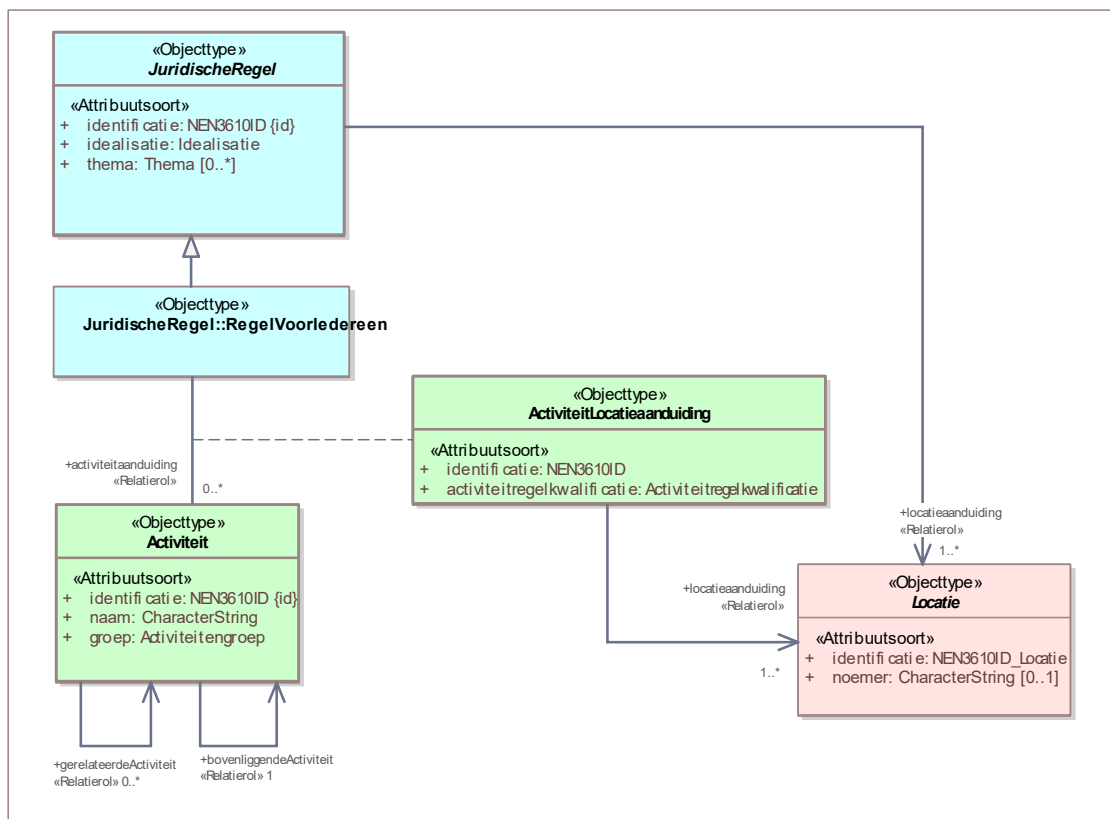 «Objecttype»
JuridischeRegel
«Attribuutsoort»
+ identificatie: NEN3610ID {id}
+ idealisatie: Idealisatie
+ thema: Thema [0..*]
«Objecttype»
JuridischeRegel::RegelVoorIedereen
«Objecttype»
ActiviteitLocatieaanduiding
«Attribuutsoort»
+ identificatie: NEN3610ID
+ activiteitregelkwalificatie: Activiteitregelkwalificatie
+activiteitaanduiding
«Relatierol»
0..*
«Objecttype»
Activiteit
«Attribuutsoort»
+ identificatie: NEN3610ID {id}
+ naam: CharacterString
+ groep: Activiteitengroep
+locatieaanduiding
«Relatierol»
1..*
+locatieaanduiding
«Relatierol»
1..*
«Objecttype»
Locatie
«Attribuutsoort»
+ identificatie: NEN3610ID_Locatie
+ noemer: CharacterString [0..1]
+gerelateerdeActiviteit
«Relatierol» 0..*
+bovenliggendeActiviteit
«Relatierol» 1